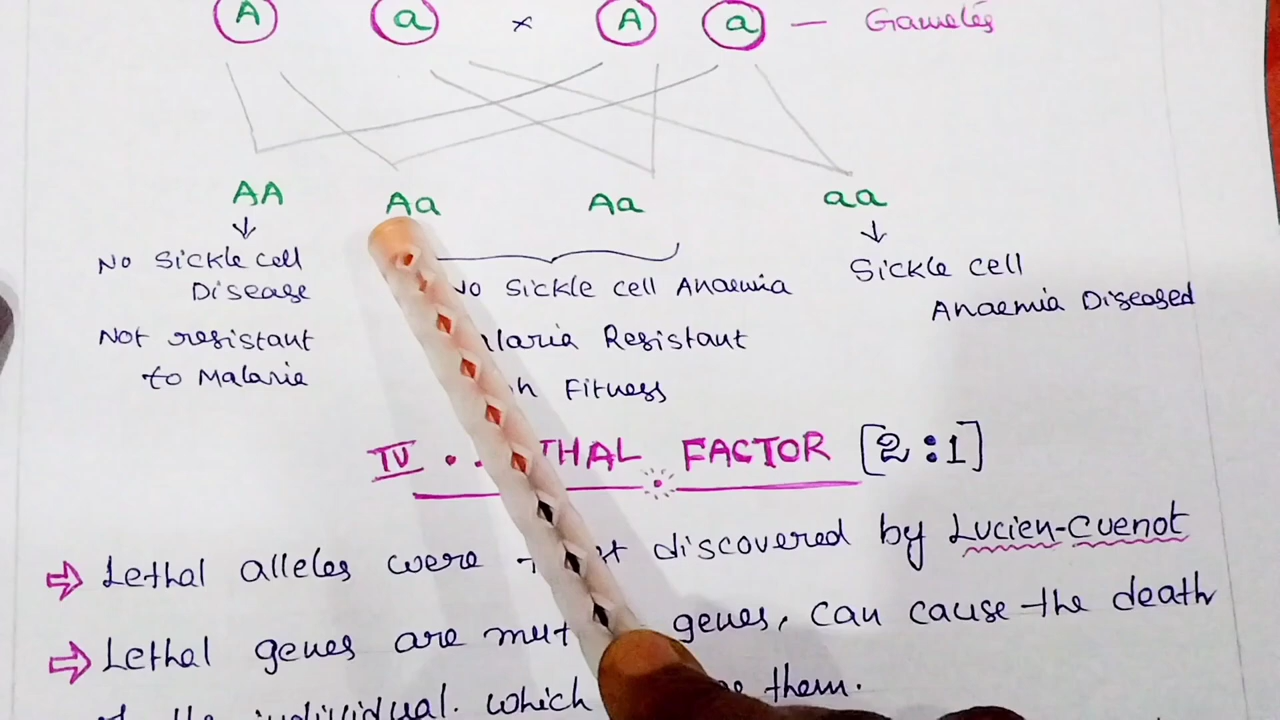 A a × A a — Gametes
AA Aa Aa aa
No Sickle cell Disease
Not resistant to Malaria
No Sickle cell Anaemia
Resistant
Fitness
Sickle cell
Anaemia Diseased
IV. FACTOR [2:1]
⇨ Lethal alleles were discovered by Lucien-Cuenot
⇨ Lethal genes are genes, can cause the death
individual. which them.